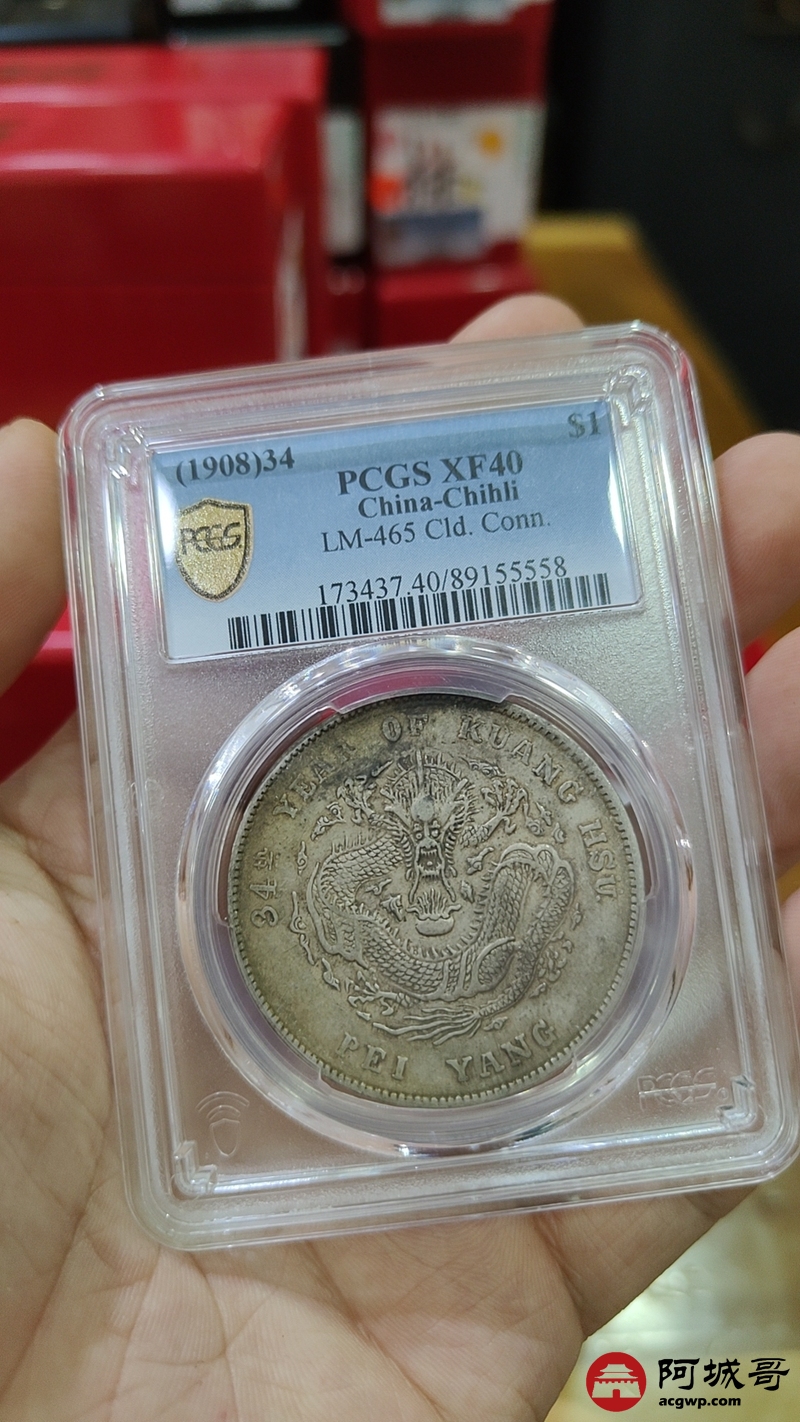 (1908)34
$1
PCGS XF40
China-Chihli
LM-465 Cld. Conn.
173437.40/89155558
PCGS
34TH YEAR OF KUANG HSU
PEI YANG
PCGS
阿城哥
acgwp.com